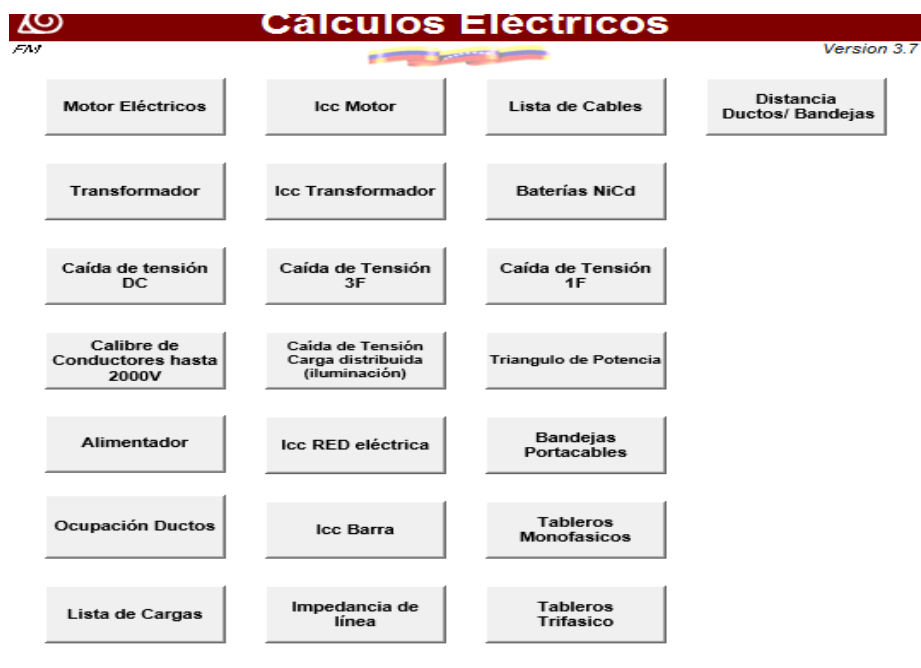 Cálculos Eléctricos
FM
Version 3.7
Motor Eléctricos
Icc Motor
Lista de Cables
Distancia
Ductos/ Bandejas
Transformador
Icc Transformador
Baterías NiCd
Caída de tensión
DC
Caída de Tensión
3F
Caída de Tensión
1F
Calibre de
Conductores hasta
2000V
Caída de Tensión
Carga distribuida
(iluminación)
Triangulo de Potencia
Alimentador
Icc RED eléctrica
Bandejas
Portacables
Ocupación Ductos
Icc Barra
Tableros
Monofasicos
Lista de Cargas
Impedancia de
línea
Tableros
Trifasico